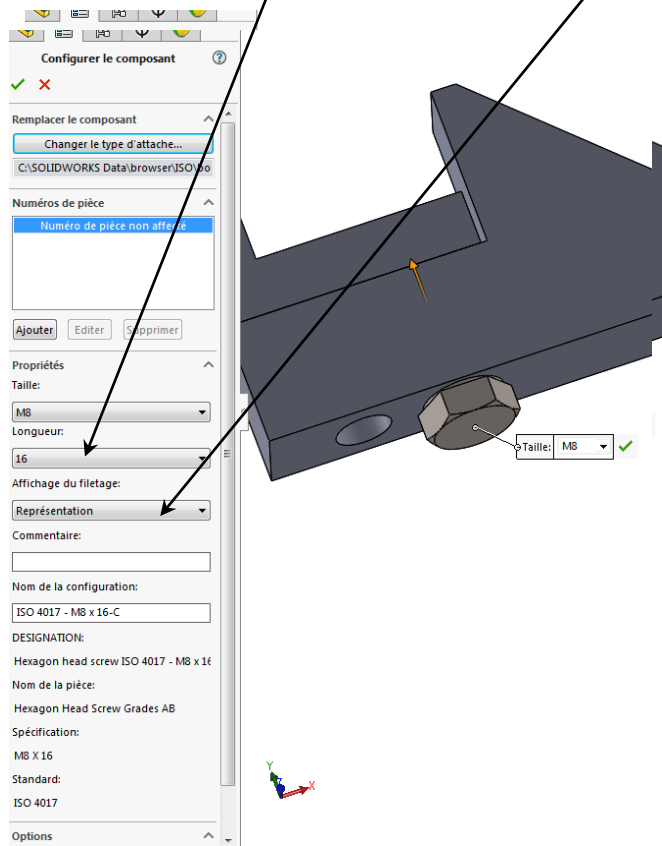 Configurer le composant
Remplacer le composant
Changer le type d'attache...
C:\SOLIDWORKS Data\browser\ISO\bo
Numéros de pièce
Numéro de pièce non affecté
Ajouter Editer Supprimer
Propriétés
Taille:
M8
Longueur:
16
Affichage du filetage:
Représentation
Commentaire:
Nom de la configuration:
ISO 4017 - M8 x 16-C
DESIGNATION:
Hexagon head screw ISO 4017 - M8 x 16
Nom de la pièce:
Hexagon Head Screw Grades AB
Spécification:
M8 X 16
Standard:
ISO 4017
Options
Taille: M8
Y
X